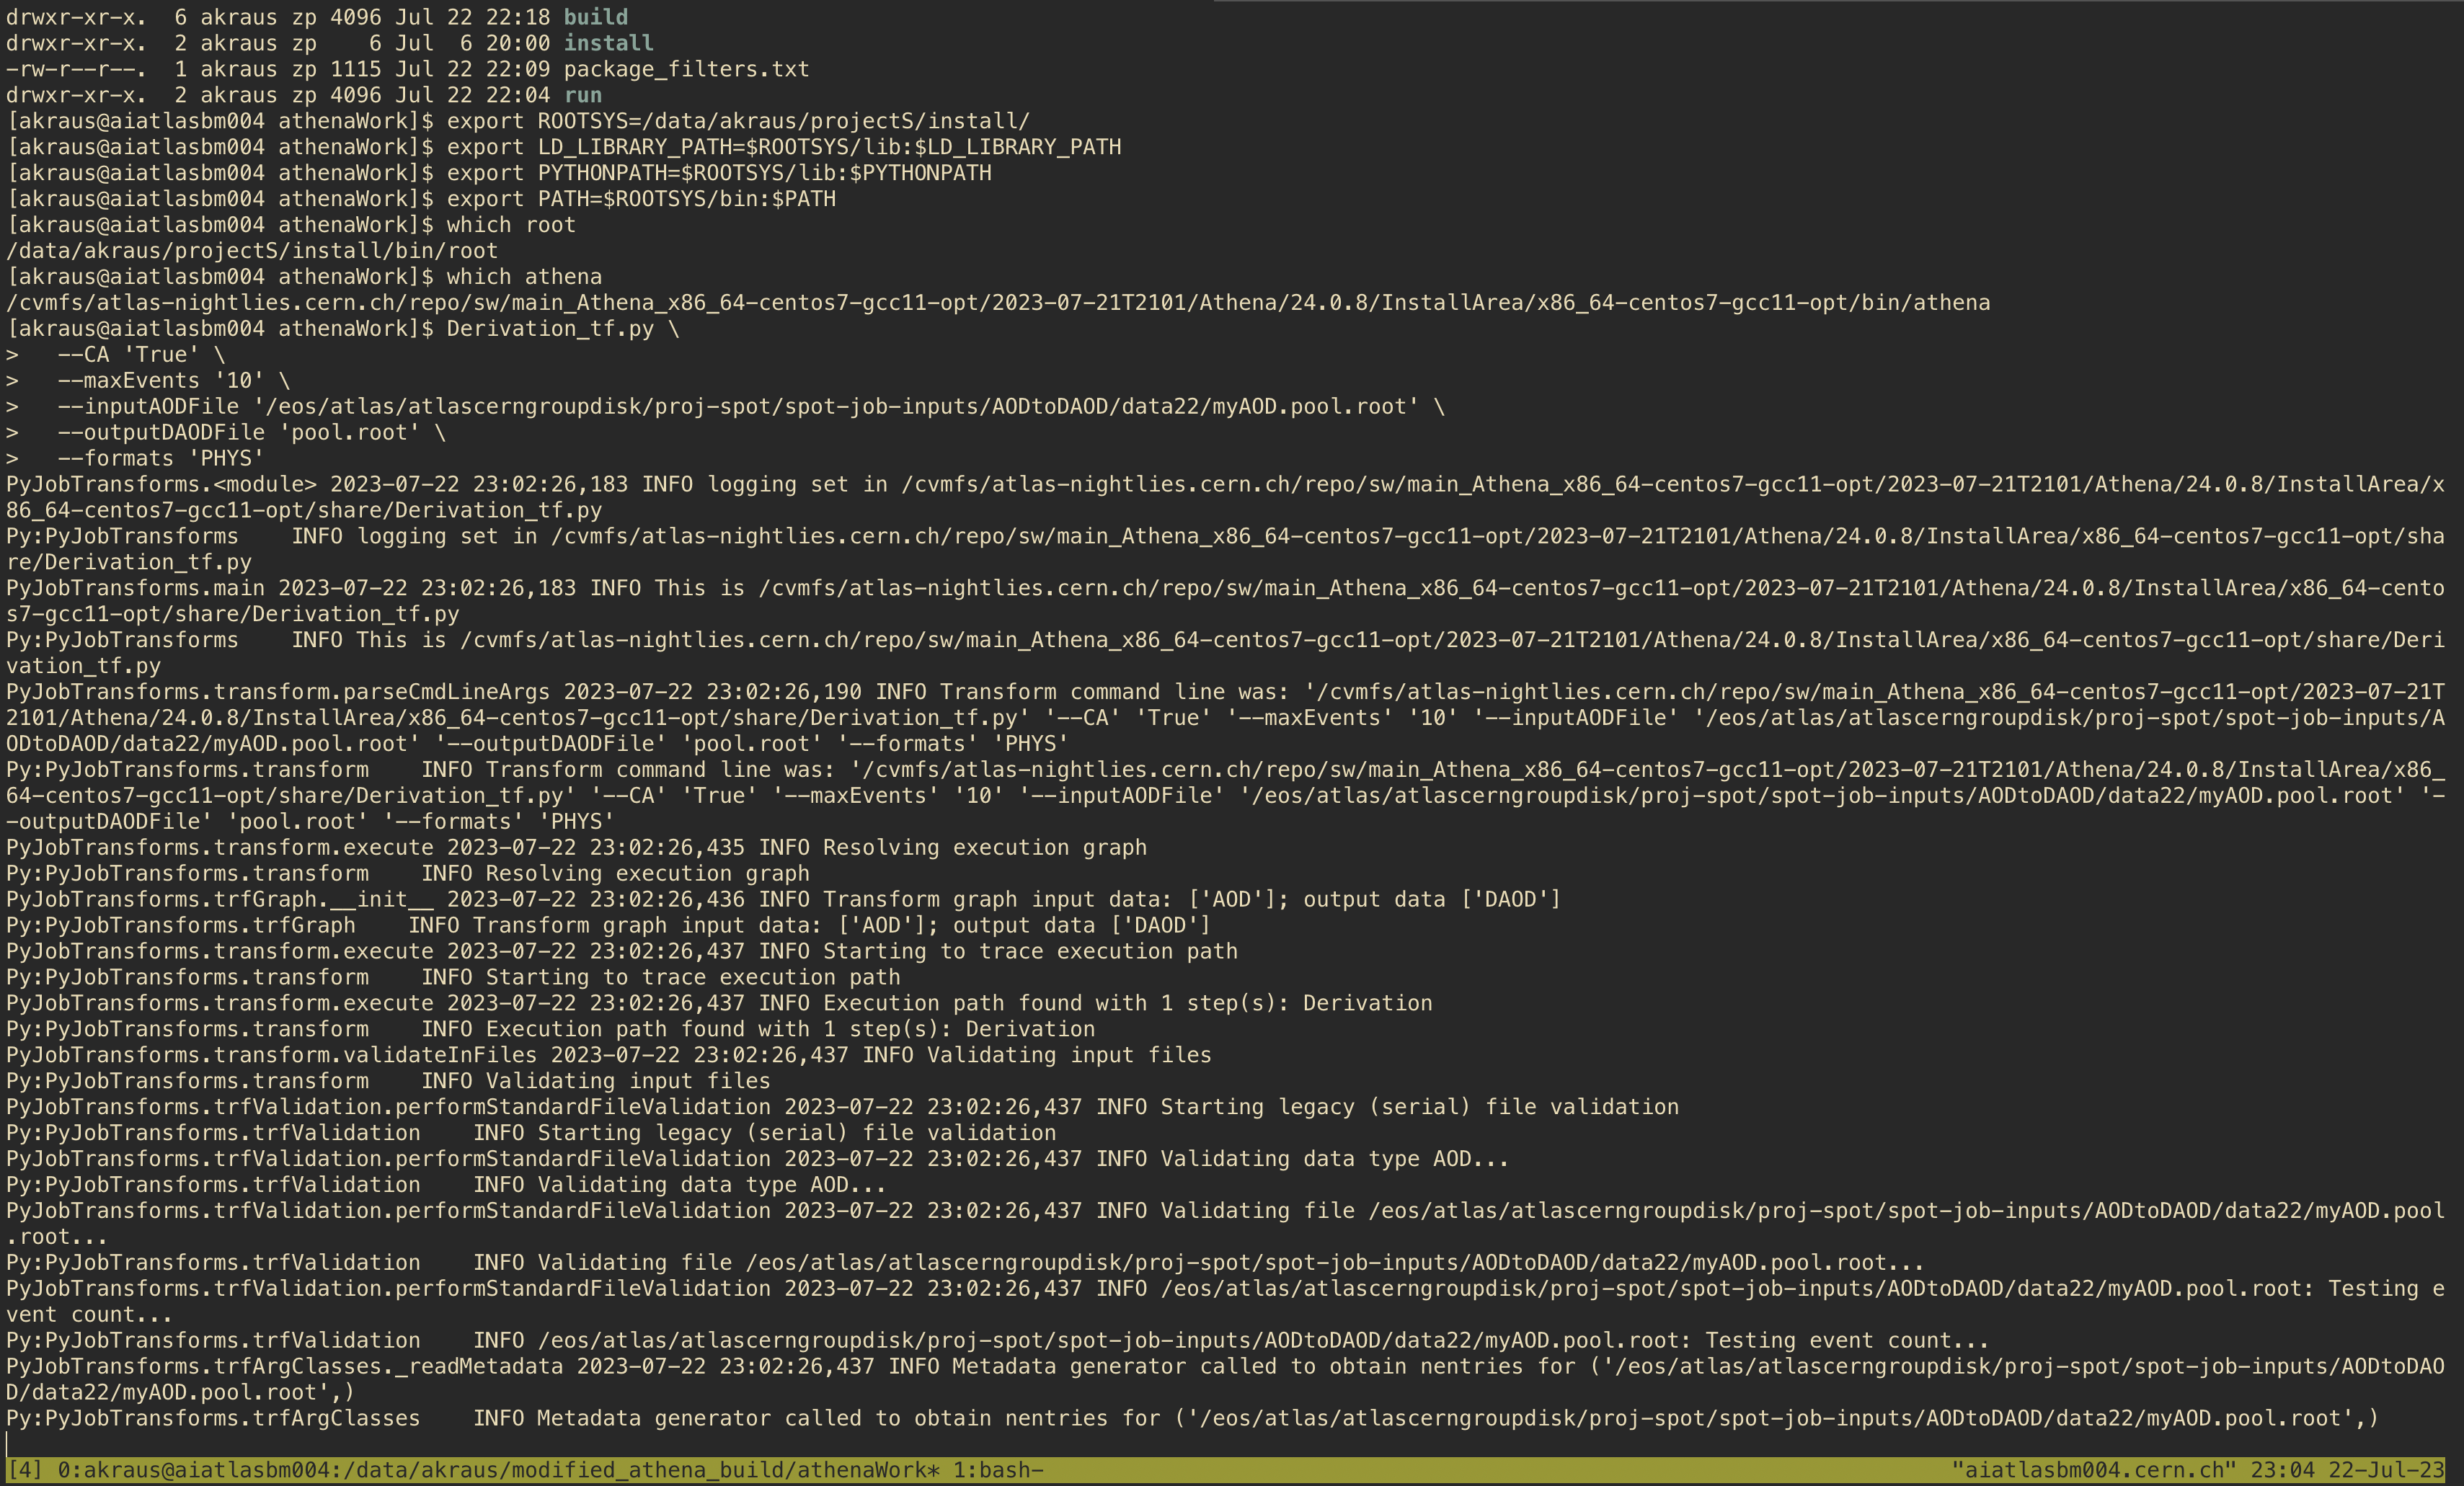 drwxr-xr-x.  6 akraus zp 4096 Jul 22 22:18 build
drwxr-xr-x.  2 akraus zp    6 Jul  6 20:00 install
-rw-r--r--.  1 akraus zp 1115 Jul 22 22:09 package_filters.txt
drwxr-xr-x.  2 akraus zp 4096 Jul 22 22:04 run
[akraus@aiatlasbm004 athenaWork]$ export ROOTSYS=/data/akraus/projectS/install/
[akraus@aiatlasbm004 athenaWork]$ export LD_LIBRARY_PATH=$ROOTSYS/lib:$LD_LIBRARY_PATH
[akraus@aiatlasbm004 athenaWork]$ export PYTHONPATH=$ROOTSYS/lib:$PYTHONPATH
[akraus@aiatlasbm004 athenaWork]$ export PATH=$ROOTSYS/bin:$PATH
[akraus@aiatlasbm004 athenaWork]$ which root
/data/akraus/projectS/install/bin/root
[akraus@aiatlasbm004 athenaWork]$ which athena
/cvmfs/atlas-nightlies.cern.ch/repo/sw/main_Athena_x86_64-centos7-gcc11-opt/2023-07-21T2101/Athena/24.0.8/InstallArea/x86_64-centos7-gcc11-opt/bin/athena
[akraus@aiatlasbm004 athenaWork]$ Derivation_tf.py \
>   --CA 'True' \
>   --maxEvents '10' \
>   --inputAODFile '/eos/atlas/atlascerngroupdisk/proj-spot/spot-job-inputs/AODtoDAOD/data22/myAOD.pool.root' \
>   --outputDAODFile 'pool.root' \
>   --formats 'PHYS'
PyJobTransforms.<module> 2023-07-22 23:02:26,183 INFO logging set in /cvmfs/atlas-nightlies.cern.ch/repo/sw/main_Athena_x86_64-centos7-gcc11-opt/2023-07-21T2101/Athena/24.0.8/InstallArea/x
86_64-centos7-gcc11-opt/share/Derivation_tf.py
Py:PyJobTransforms    INFO logging set in /cvmfs/atlas-nightlies.cern.ch/repo/sw/main_Athena_x86_64-centos7-gcc11-opt/2023-07-21T2101/Athena/24.0.8/InstallArea/x86_64-centos7-gcc11-opt/sha
re/Derivation_tf.py
PyJobTransforms.main 2023-07-22 23:02:26,183 INFO This is /cvmfs/atlas-nightlies.cern.ch/repo/sw/main_Athena_x86_64-centos7-gcc11-opt/2023-07-21T2101/Athena/24.0.8/InstallArea/x86_64-cento
s7-gcc11-opt/share/Derivation_tf.py
Py:PyJobTransforms    INFO This is /cvmfs/atlas-nightlies.cern.ch/repo/sw/main_Athena_x86_64-centos7-gcc11-opt/2023-07-21T2101/Athena/24.0.8/InstallArea/x86_64-centos7-gcc11-opt/share/Deri
vation_tf.py
PyJobTransforms.transform.parseCmdLineArgs 2023-07-22 23:02:26,190 INFO Transform command line was: '/cvmfs/atlas-nightlies.cern.ch/repo/sw/main_Athena_x86_64-centos7-gcc11-opt/2023-07-21T
2101/Athena/24.0.8/InstallArea/x86_64-centos7-gcc11-opt/share/Derivation_tf.py' '--CA' 'True' '--maxEvents' '10' '--inputAODFile' '/eos/atlas/atlascerngroupdisk/proj-spot/spot-job-inputs/A
ODtoDAOD/data22/myAOD.pool.root' '--outputDAODFile' 'pool.root' '--formats' 'PHYS'
Py:PyJobTransforms.transform    INFO Transform command line was: '/cvmfs/atlas-nightlies.cern.ch/repo/sw/main_Athena_x86_64-centos7-gcc11-opt/2023-07-21T2101/Athena/24.0.8/InstallArea/x86_
64-centos7-gcc11-opt/share/Derivation_tf.py' '--CA' 'True' '--maxEvents' '10' '--inputAODFile' '/eos/atlas/atlascerngroupdisk/proj-spot/spot-job-inputs/AODtoDAOD/data22/myAOD.pool.root' '-
-outputDAODFile' 'pool.root' '--formats' 'PHYS'
PyJobTransforms.transform.execute 2023-07-22 23:02:26,435 INFO Resolving execution graph
Py:PyJobTransforms.transform    INFO Resolving execution graph
PyJobTransforms.trfGraph.__init__ 2023-07-22 23:02:26,436 INFO Transform graph input data: ['AOD']; output data ['DAOD']
Py:PyJobTransforms.trfGraph    INFO Transform graph input data: ['AOD']; output data ['DAOD']
PyJobTransforms.transform.execute 2023-07-22 23:02:26,437 INFO Starting to trace execution path
Py:PyJobTransforms.transform    INFO Starting to trace execution path
PyJobTransforms.transform.execute 2023-07-22 23:02:26,437 INFO Execution path found with 1 step(s): Derivation
Py:PyJobTransforms.transform    INFO Execution path found with 1 step(s): Derivation
PyJobTransforms.transform.validateInFiles 2023-07-22 23:02:26,437 INFO Validating input files
Py:PyJobTransforms.transform    INFO Validating input files
PyJobTransforms.trfValidation.performStandardFileValidation 2023-07-22 23:02:26,437 INFO Starting legacy (serial) file validation
Py:PyJobTransforms.trfValidation    INFO Starting legacy (serial) file validation
PyJobTransforms.trfValidation.performStandardFileValidation 2023-07-22 23:02:26,437 INFO Validating data type AOD...
Py:PyJobTransforms.trfValidation    INFO Validating data type AOD...
PyJobTransforms.trfValidation.performStandardFileValidation 2023-07-22 23:02:26,437 INFO Validating file /eos/atlas/atlascerngroupdisk/proj-spot/spot-job-inputs/AODtoDAOD/data22/myAOD.pool
.root...
Py:PyJobTransforms.trfValidation    INFO Validating file /eos/atlas/atlascerngroupdisk/proj-spot/spot-job-inputs/AODtoDAOD/data22/myAOD.pool.root...
PyJobTransforms.trfValidation.performStandardFileValidation 2023-07-22 23:02:26,437 INFO /eos/atlas/atlascerngroupdisk/proj-spot/spot-job-inputs/AODtoDAOD/data22/myAOD.pool.root: Testing e
vent count...
Py:PyJobTransforms.trfValidation    INFO /eos/atlas/atlascerngroupdisk/proj-spot/spot-job-inputs/AODtoDAOD/data22/myAOD.pool.root: Testing event count...
PyJobTransforms.trfArgClasses._readMetadata 2023-07-22 23:02:26,437 INFO Metadata generator called to obtain nentries for ('/eos/atlas/atlascerngroupdisk/proj-spot/spot-job-inputs/AODtoDAO
D/data22/myAOD.pool.root',)
Py:PyJobTransforms.trfArgClasses    INFO Metadata generator called to obtain nentries for ('/eos/atlas/atlascerngroupdisk/proj-spot/spot-job-inputs/AODtoDAOD/data22/myAOD.pool.root',)
[4] 0:akraus@aiatlasbm004:/data/akraus/modified_athena_build/athenaWork* 1:bash- "aiatlasbm004.cern.ch" 23:04 22-Jul-23